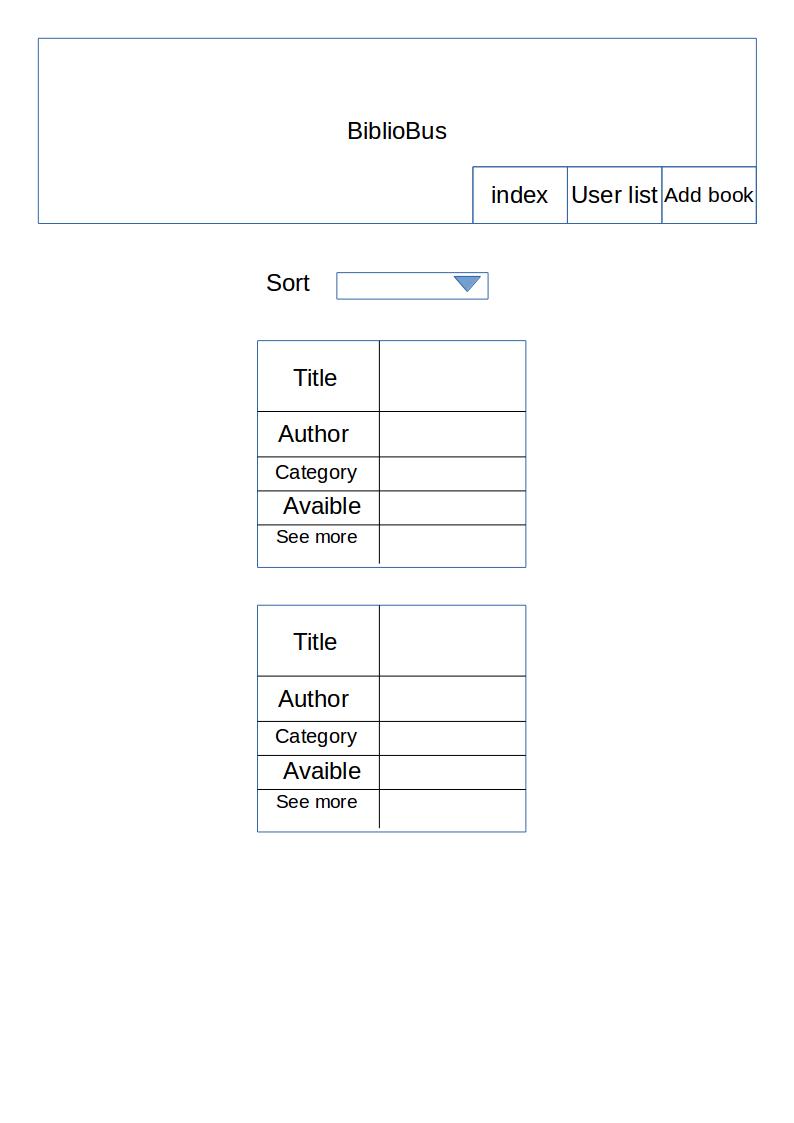 BiblioBus
index User list Add book
Sort
Title
Author
Category
Avaible
See more
Title
Author
Category
Avaible
See more